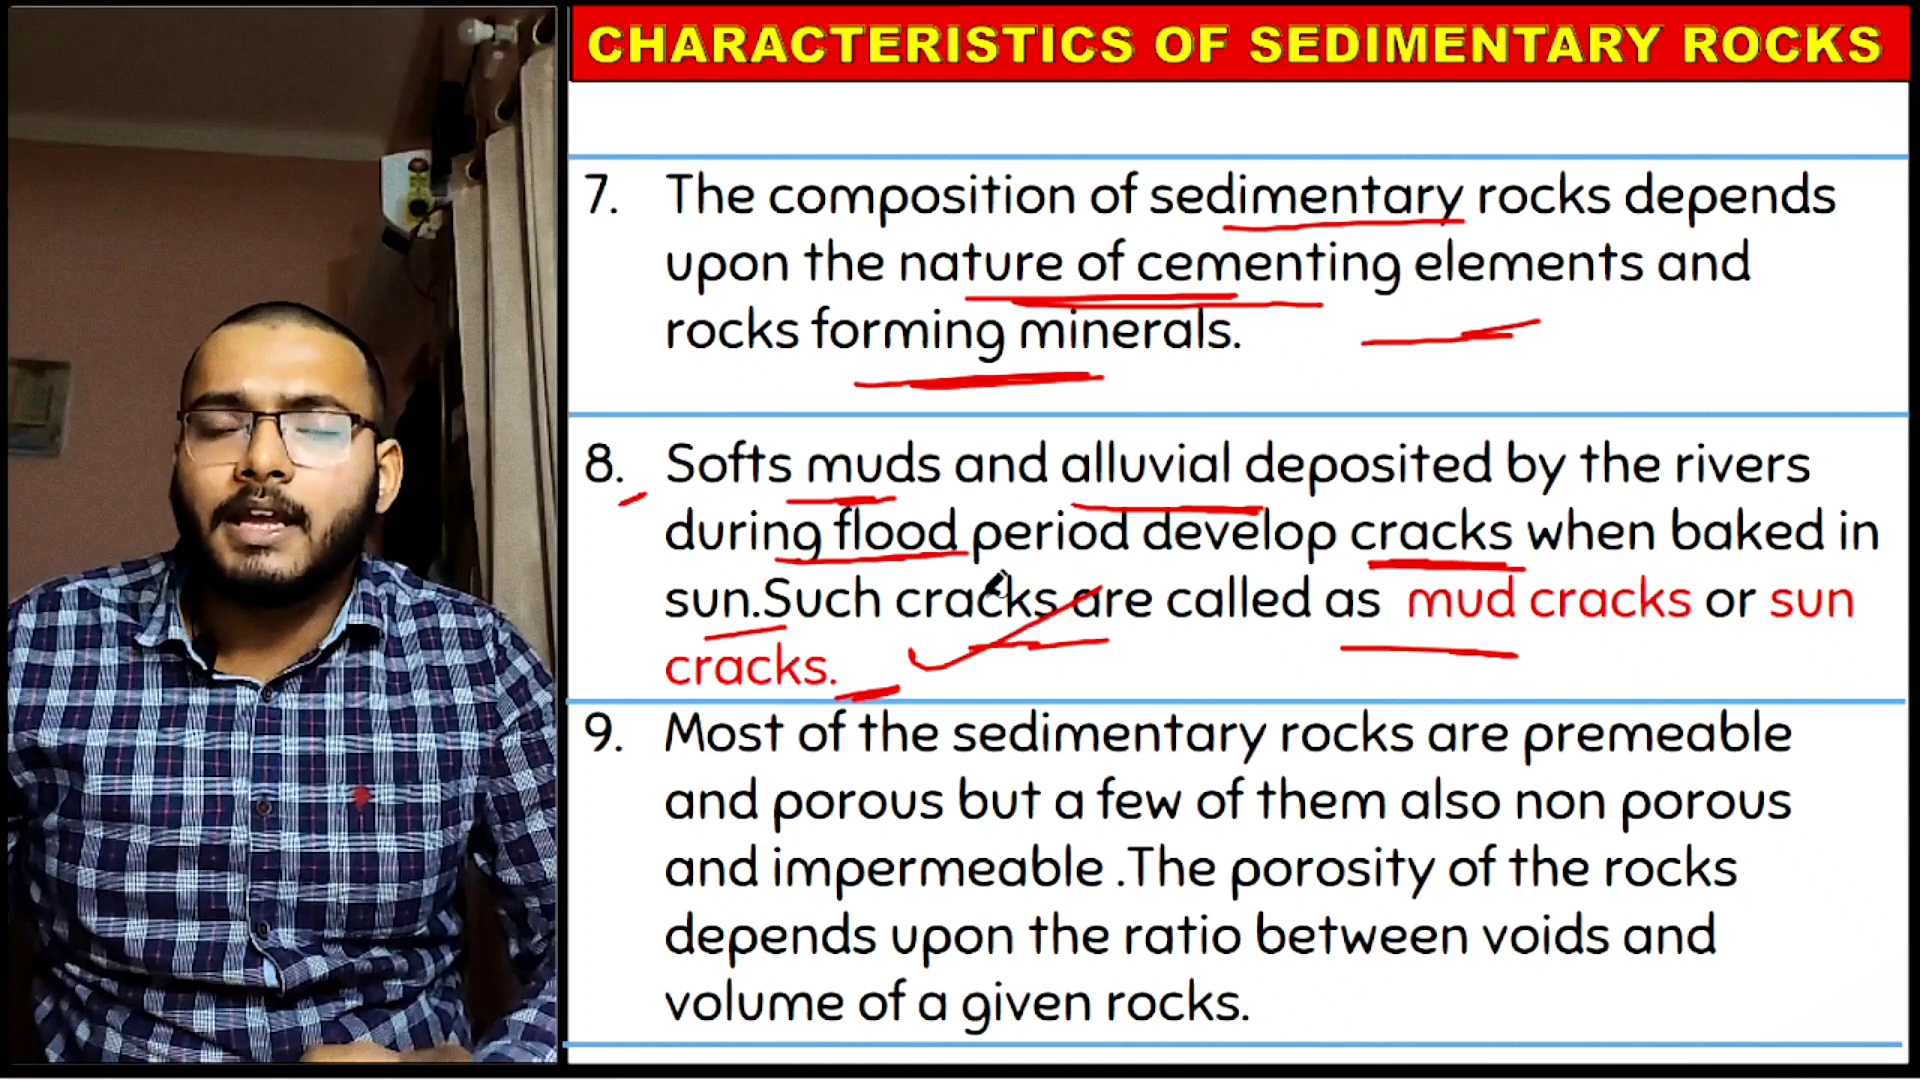 CHARACTERISTICS OF SEDIMENTARY ROCKS
7. The composition of sedimentary rocks depends
upon the nature of cementing elements and
rocks forming minerals.
8. Softs muds and alluvial deposited by the rivers
during flood period develop cracks when baked in
sun.Such cracks are called as mud cracks or sun
cracks.
9. Most of the sedimentary rocks are premeable
and porous but a few of them also non porous
and impermeable .The porosity of the rocks
depends upon the ratio between voids and
volume of a given rocks.